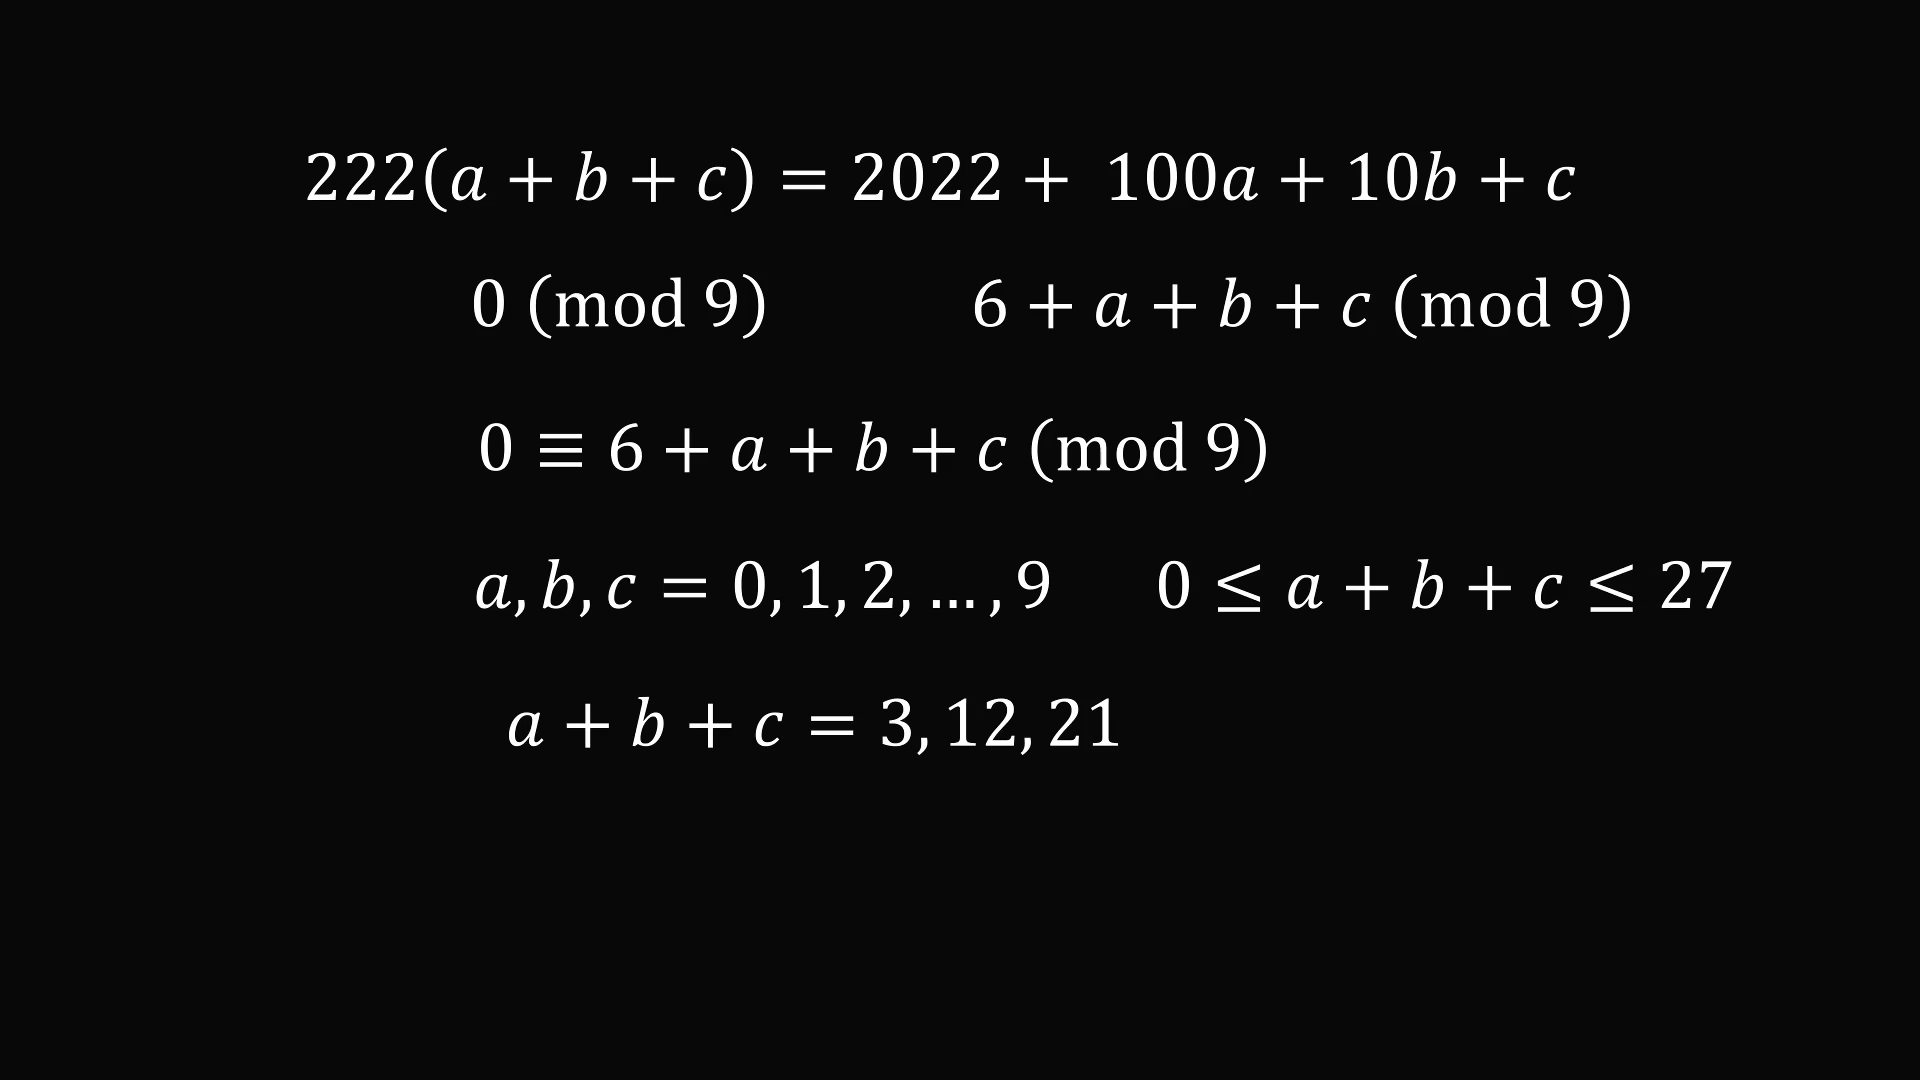 222(a + b + c) = 2022 + 100a + 10b + c
0 (mod 9) 6 + a + b + c (mod 9)
0 ≡ 6 + a + b + c (mod 9)
a, b, c = 0, 1, 2, … , 9 0 ≤ a + b + c ≤ 27
a + b + c = 3, 12, 21